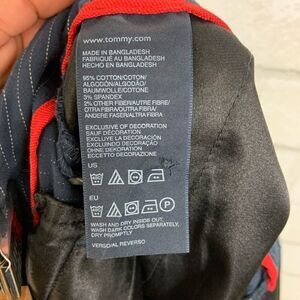 www.tommy.com
MADE IN BANGLADESH
FABRIQUÉ AU BANGLADESH
HECHO EN BANGLADESH
95% COTTON/COTON/
ALGODÓN/ALGODÃO/
BAUMWOLLE/COTONE
3% SPANDEX
2% OTHER FIBER/AUTRE FIBRE/
OTRA FIBRA/OUTRA FIBRA/
ANDERE FASER/ALTRA FIBRA
EXCLUSIVE OF DECORATION
SAUF DÉCORATION
EXCLUYE LA DECORACIÓN
EXCLUINDO DECORAÇÃO
OHNE DEKORATION
ECCETTO DECORAZIONE
US
EU
WASH AND DRY INSIDE OUT.
WASH DARK COLORS SEPARATELY.
DRY PROMPTLY
VERSO/AL REVERSO